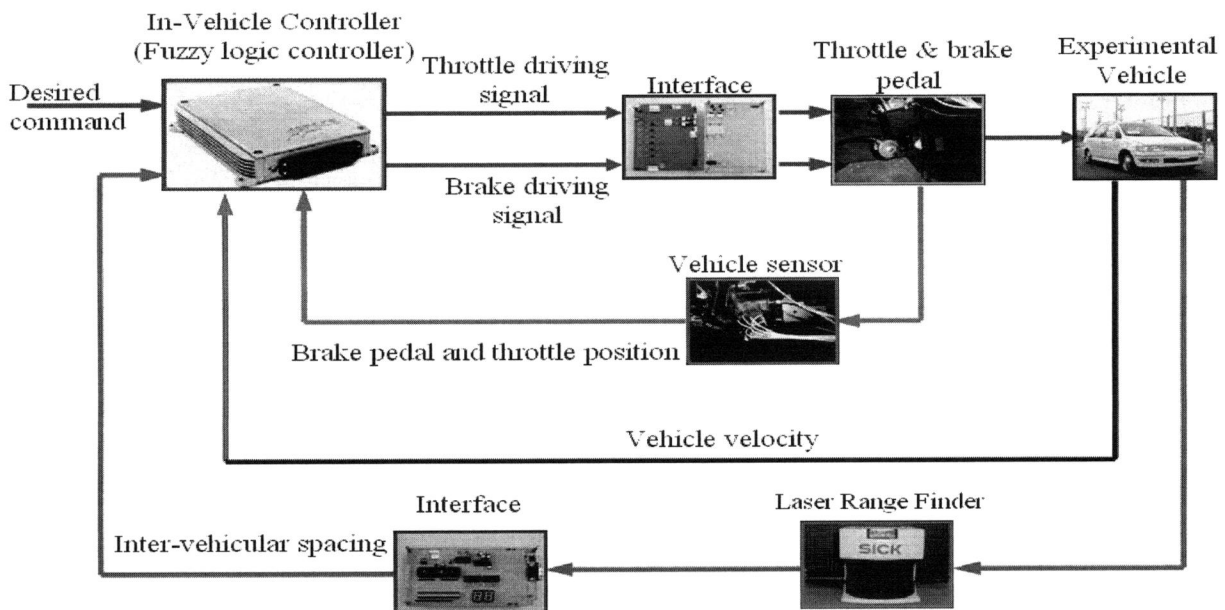 In-Vehicle Controller
(Fuzzy logic controller)
Desired
command
Throttle driving
signal
Brake driving
signal
Interface
Throttle & brake
pedal
Experimental
Vehicle
Vehicle sensor
Brake pedal and throttle position
Vehicle velocity
Interface
Laser Range Finder
Inter-vehicular spacing
SICK